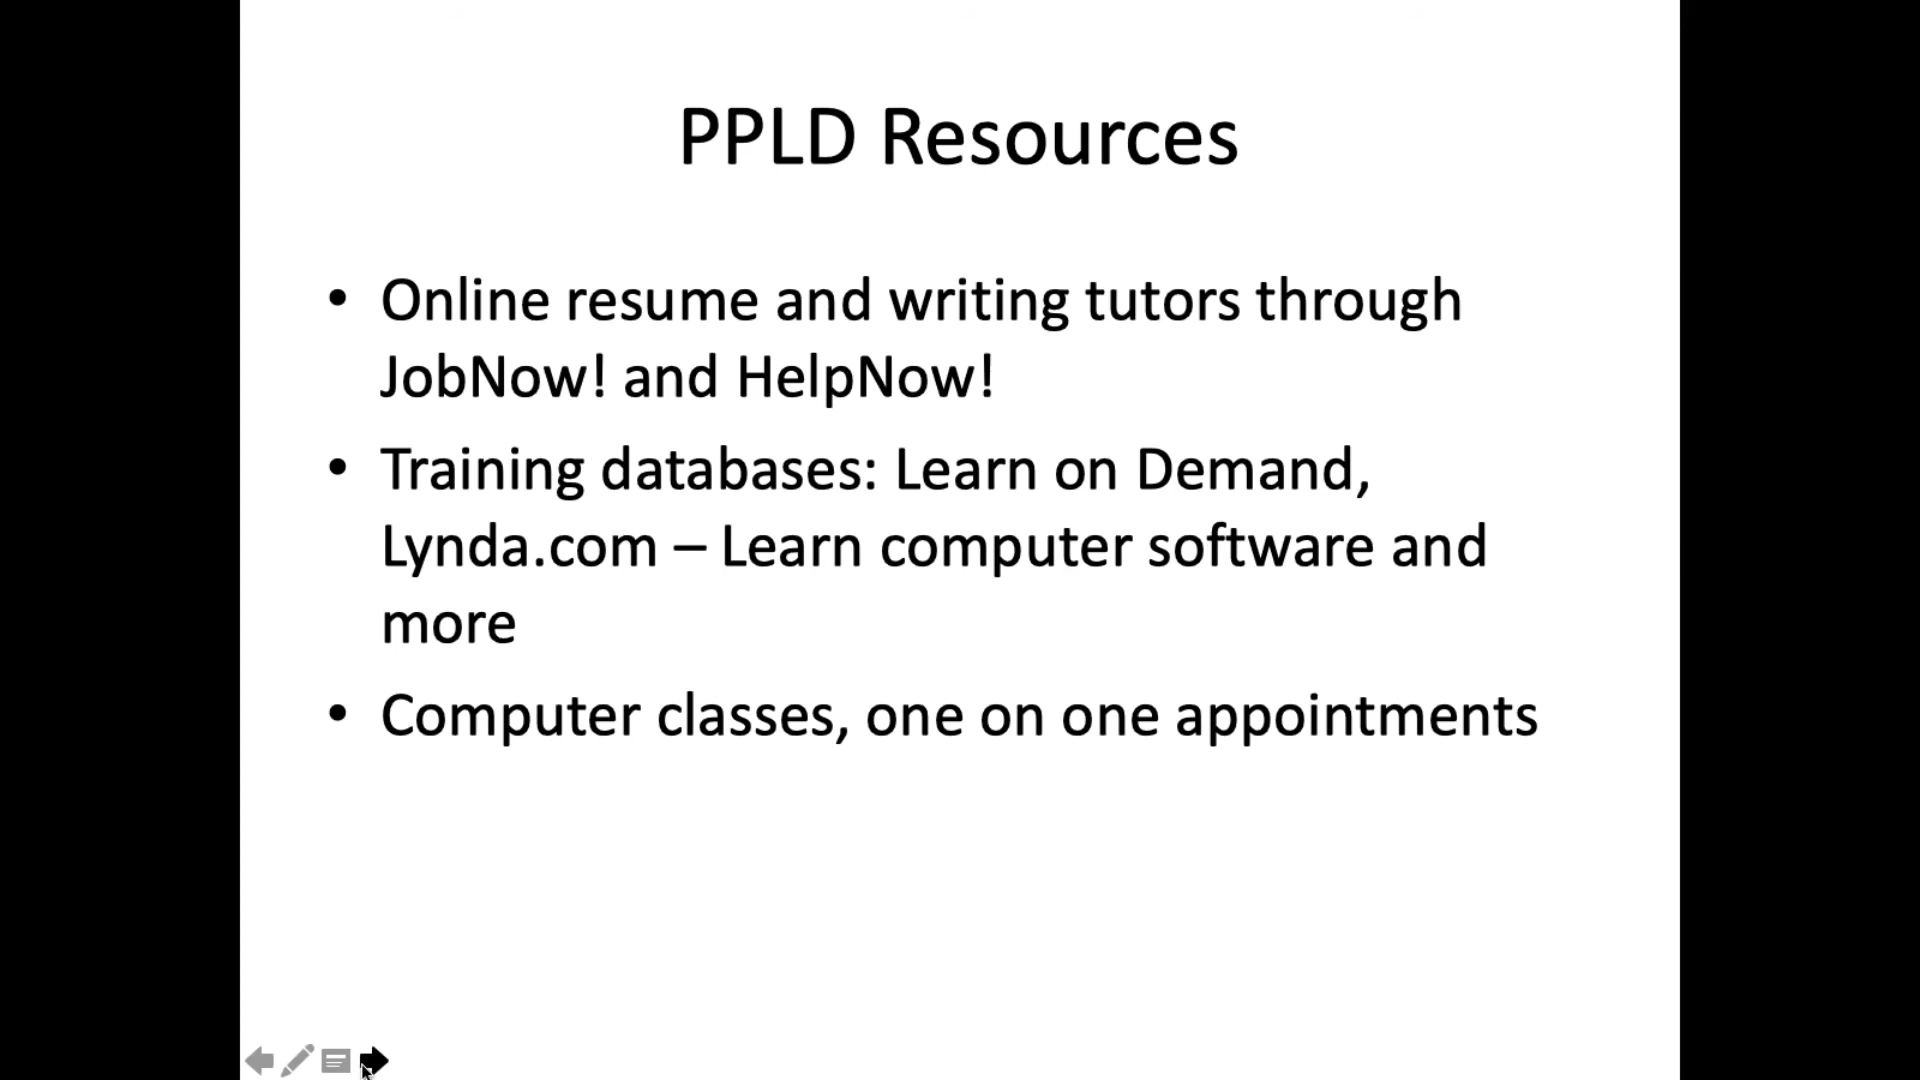 PPLD Resources
• Online resume and writing tutors through
JobNow! and HelpNow!
• Training databases: Learn on Demand,
Lynda.com – Learn computer software and
more
• Computer classes, one on one appointments